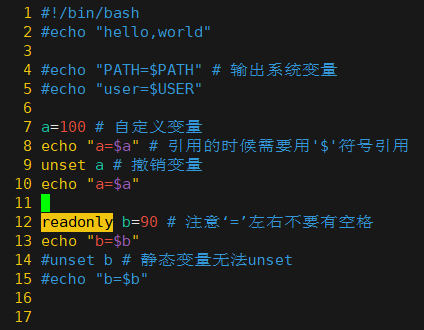 1 #!/bin/bash
2 #echo "hello,world"
3
4 #echo "PATH=$PATH" # 输出系统变量
5 #echo "user=$USER"
6
7 a=100 # 自定义变量
8 echo "a=$a" # 引用的时候需要用'$'符号引用
9 unset a # 撤销变量
10 echo "a=$a"
11
12 readonly b=90 # 注意‘=’左右不要有空格
13 echo "b=$b"
14 #unset b # 静态变量无法unset
15 #echo "b=$b"
16
17